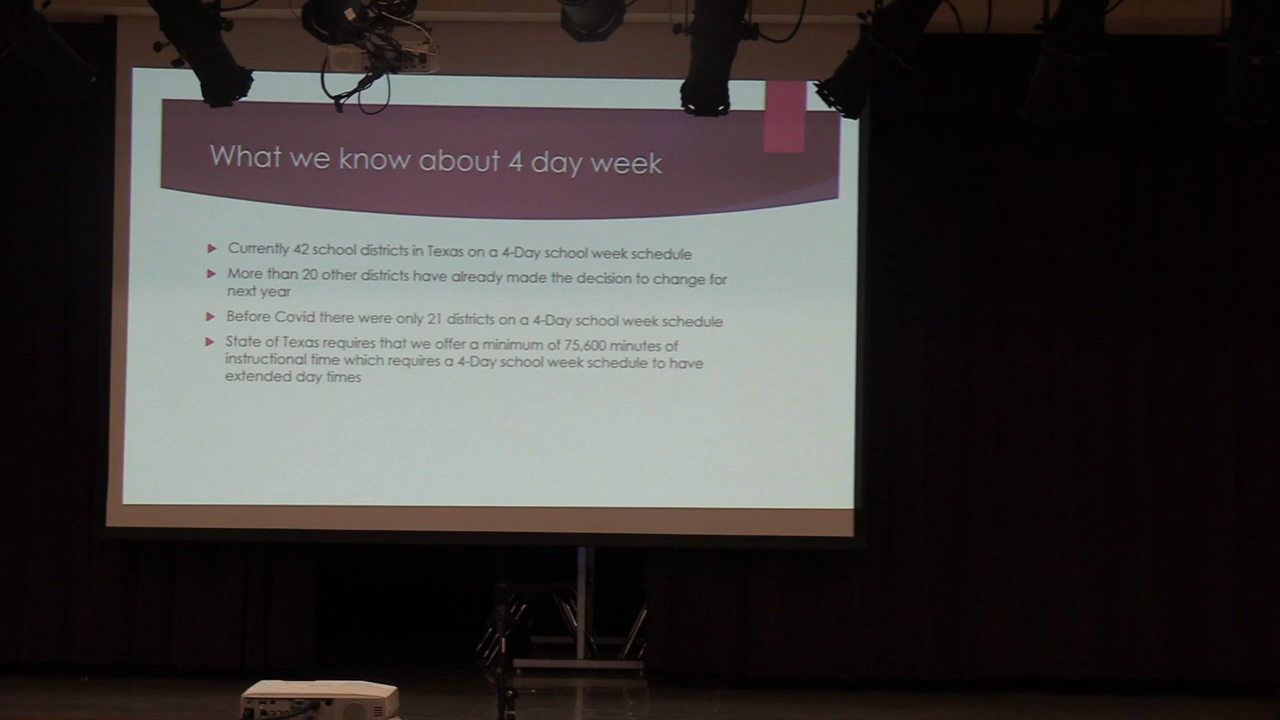 What we know about 4 day week
Currently 42 school districts in Texas on a 4-Day school week schedule
More than 20 other districts have already made the decision to change for
next year
Before Covid there were only 21 districts on a 4-Day school week schedule
State of Texas requires that we offer a minimum of 75,600 minutes of
instructional time which requires a 4-Day school week schedule to have
extended day times